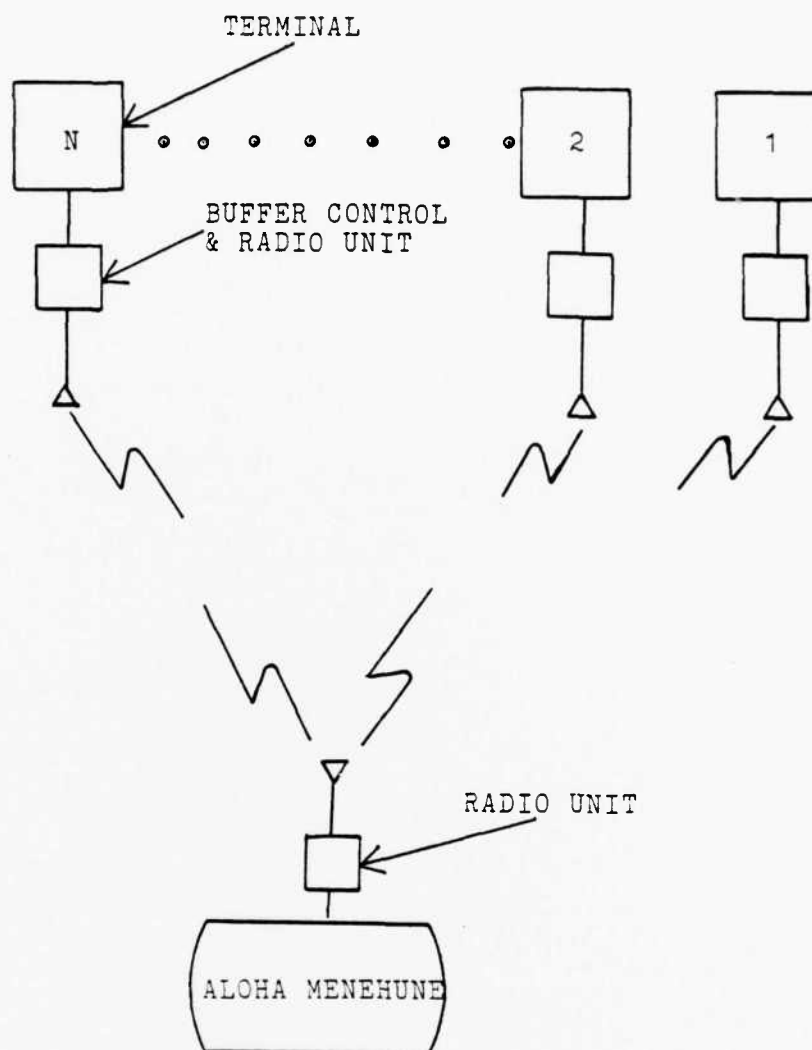 TERMINAL
N
2
1
BUFFER CONTROL
& RADIO UNIT
RADIO UNIT
ALOHA MENEHUNE